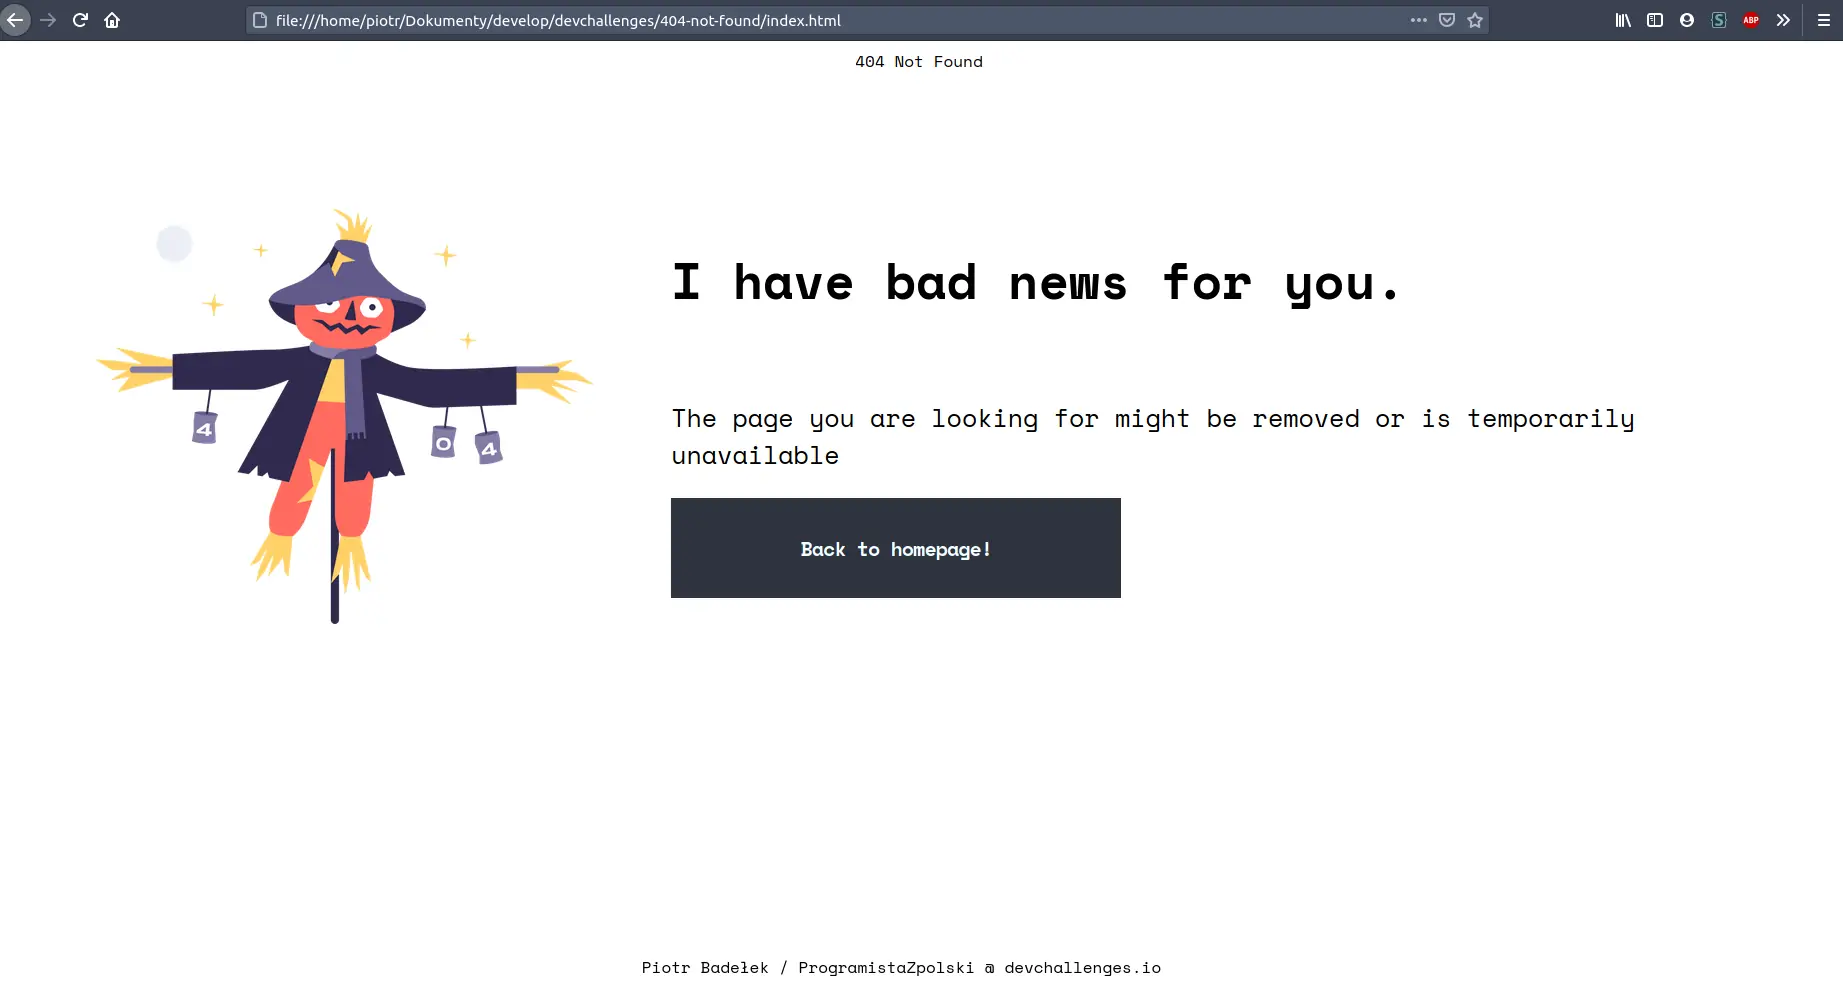 file:///home/piotr/Dokumenty/develop/devchallenges/404-not-found/index.html
S
ABP
404 Not Found
I have bad news for you.
4
0
4
The page you are looking for might be removed or is temporarily
unavailable
Back to homepage!
Piotr Badełek / ProgramistaZpolski @ devchallenges.io